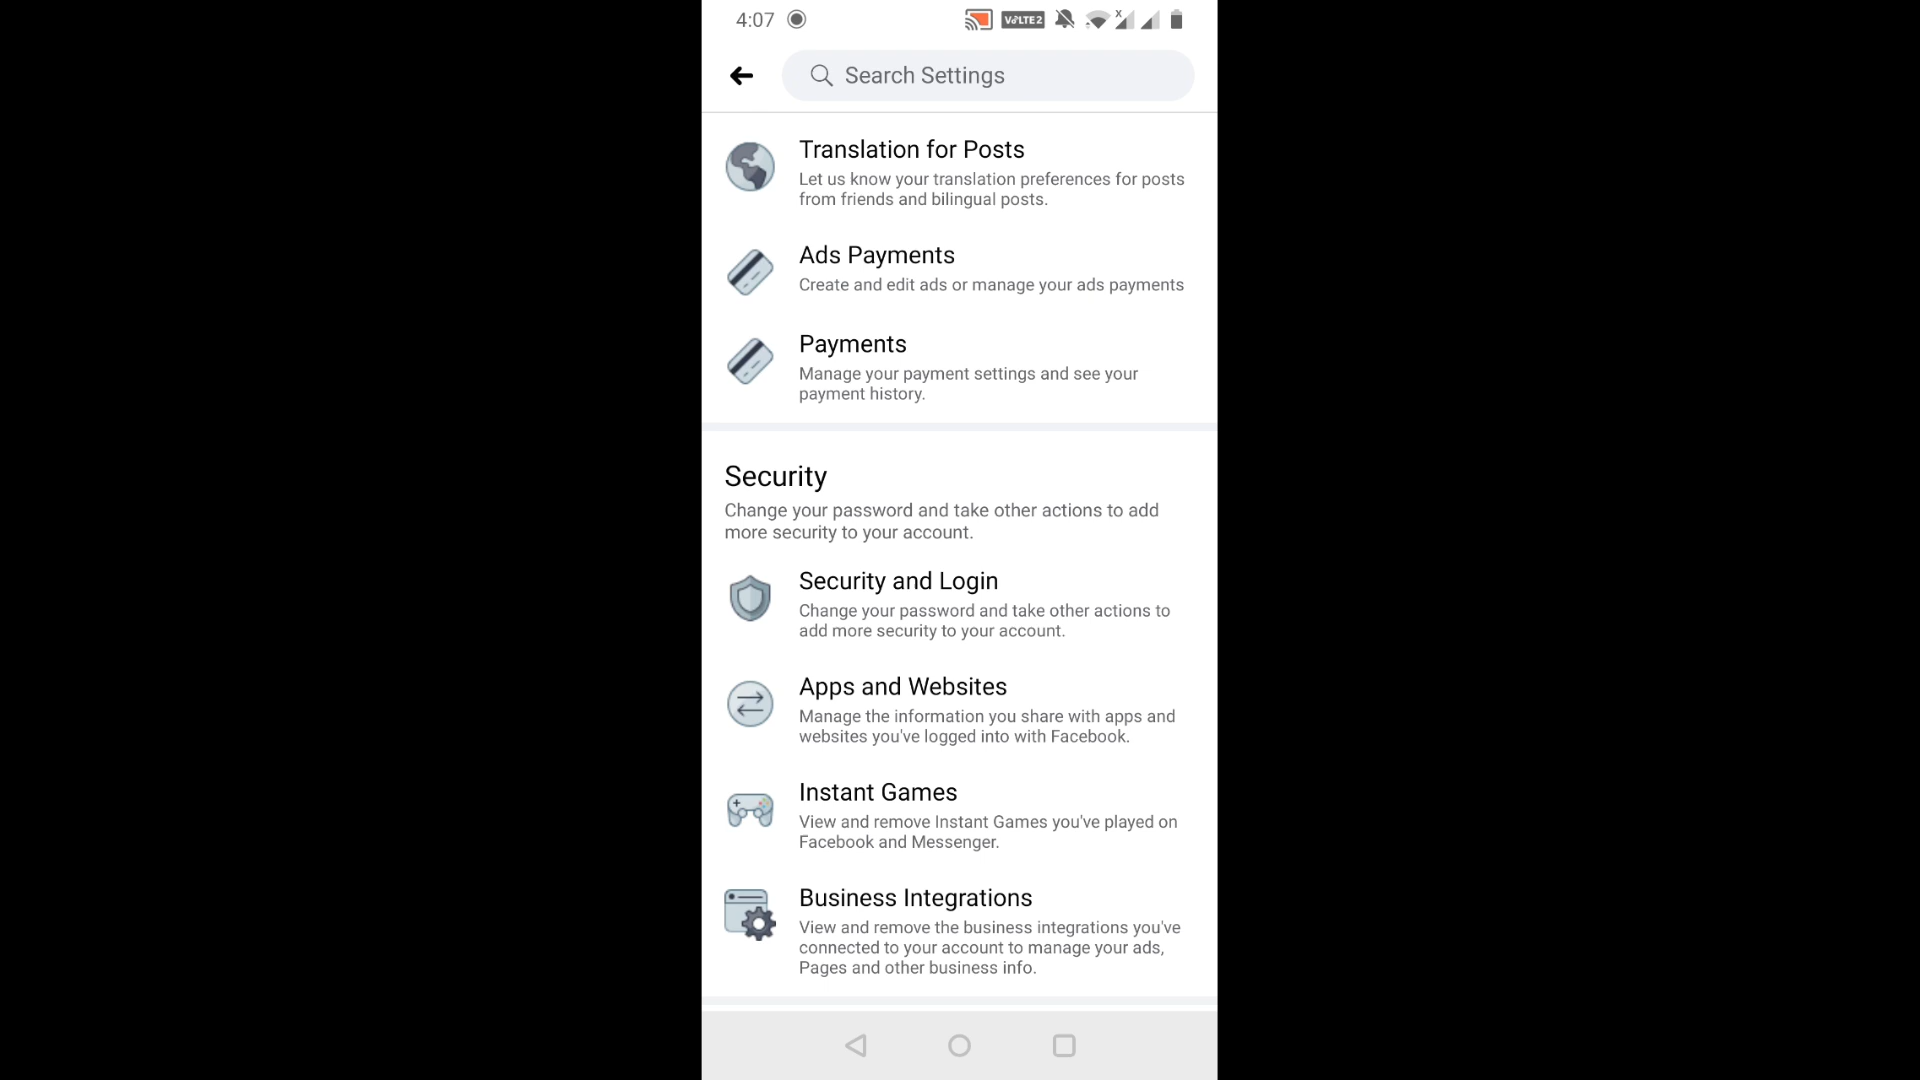 4:07
VoLTE2
x
Search Settings
Translation for Posts
Let us know your translation preferences for posts
from friends and bilingual posts.
Ads Payments
Create and edit ads or manage your ads payments
Payments
Manage your payment settings and see your
payment history.
Security
Change your password and take other actions to add
more security to your account.
Security and Login
Change your password and take other actions to
add more security to your account.
Apps and Websites
Manage the information you share with apps and
websites you've logged into with Facebook.
Instant Games
View and remove Instant Games you've played on
Facebook and Messenger.
Business Integrations
View and remove the business integrations you've
connected to your account to manage your ads,
Pages and other business info.